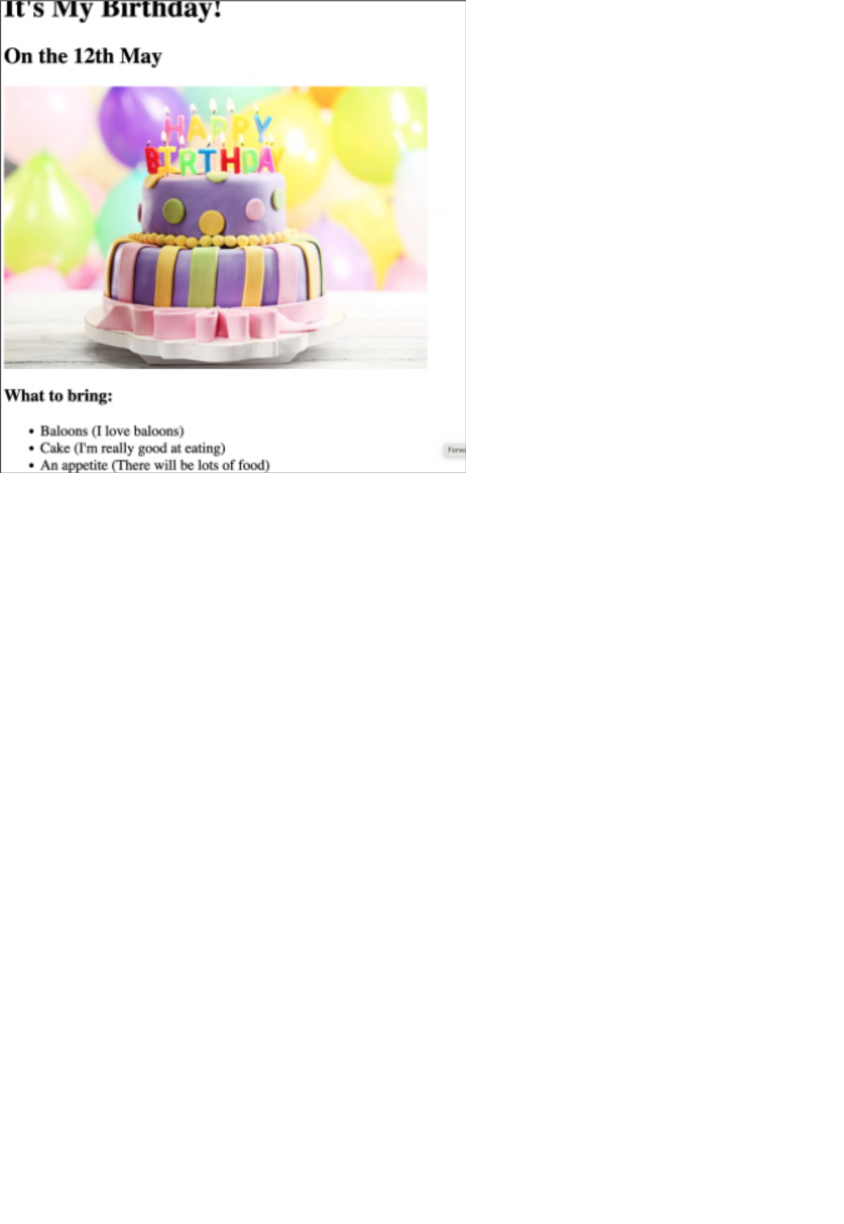 It's My Birthday!
On the 12th May
HAPPY
BIRTHDAY
What to bring:
• Baloons (I love baloons)
• Cake (I'm really good at eating)
• An appetite (There will be lots of food)